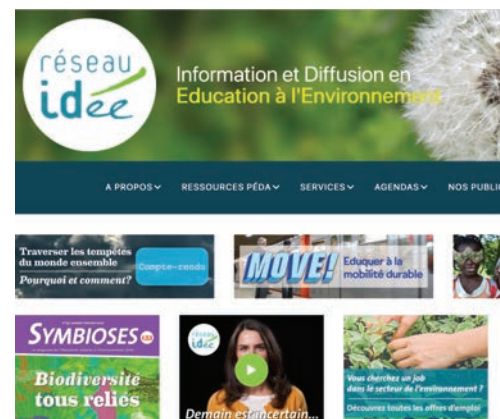 réseau
idée
Information et Diffusion en
Education à l'Environnement
A PROPOS
RESSOURCES PÉDA
SERVICES
AGENDAS
NOS PUBLI
Traverser les tempêtes
du monde ensemble
Pourquoi et comment?
Compte-rendu
MOVE!
Eduquer à la
mobilité durable
SYMBIOSES
Biodiversité
tous reliés
réseau
idée
Demain est incertain...
Vous cherchez un job
dans le secteur de l'environnement ?
Découvrez toutes les offres d'emploi